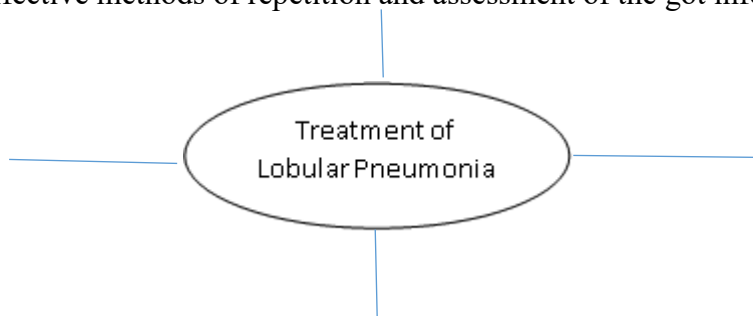 methods of repetition and assessment of the got
Treatment of
Lobular Pneumonia